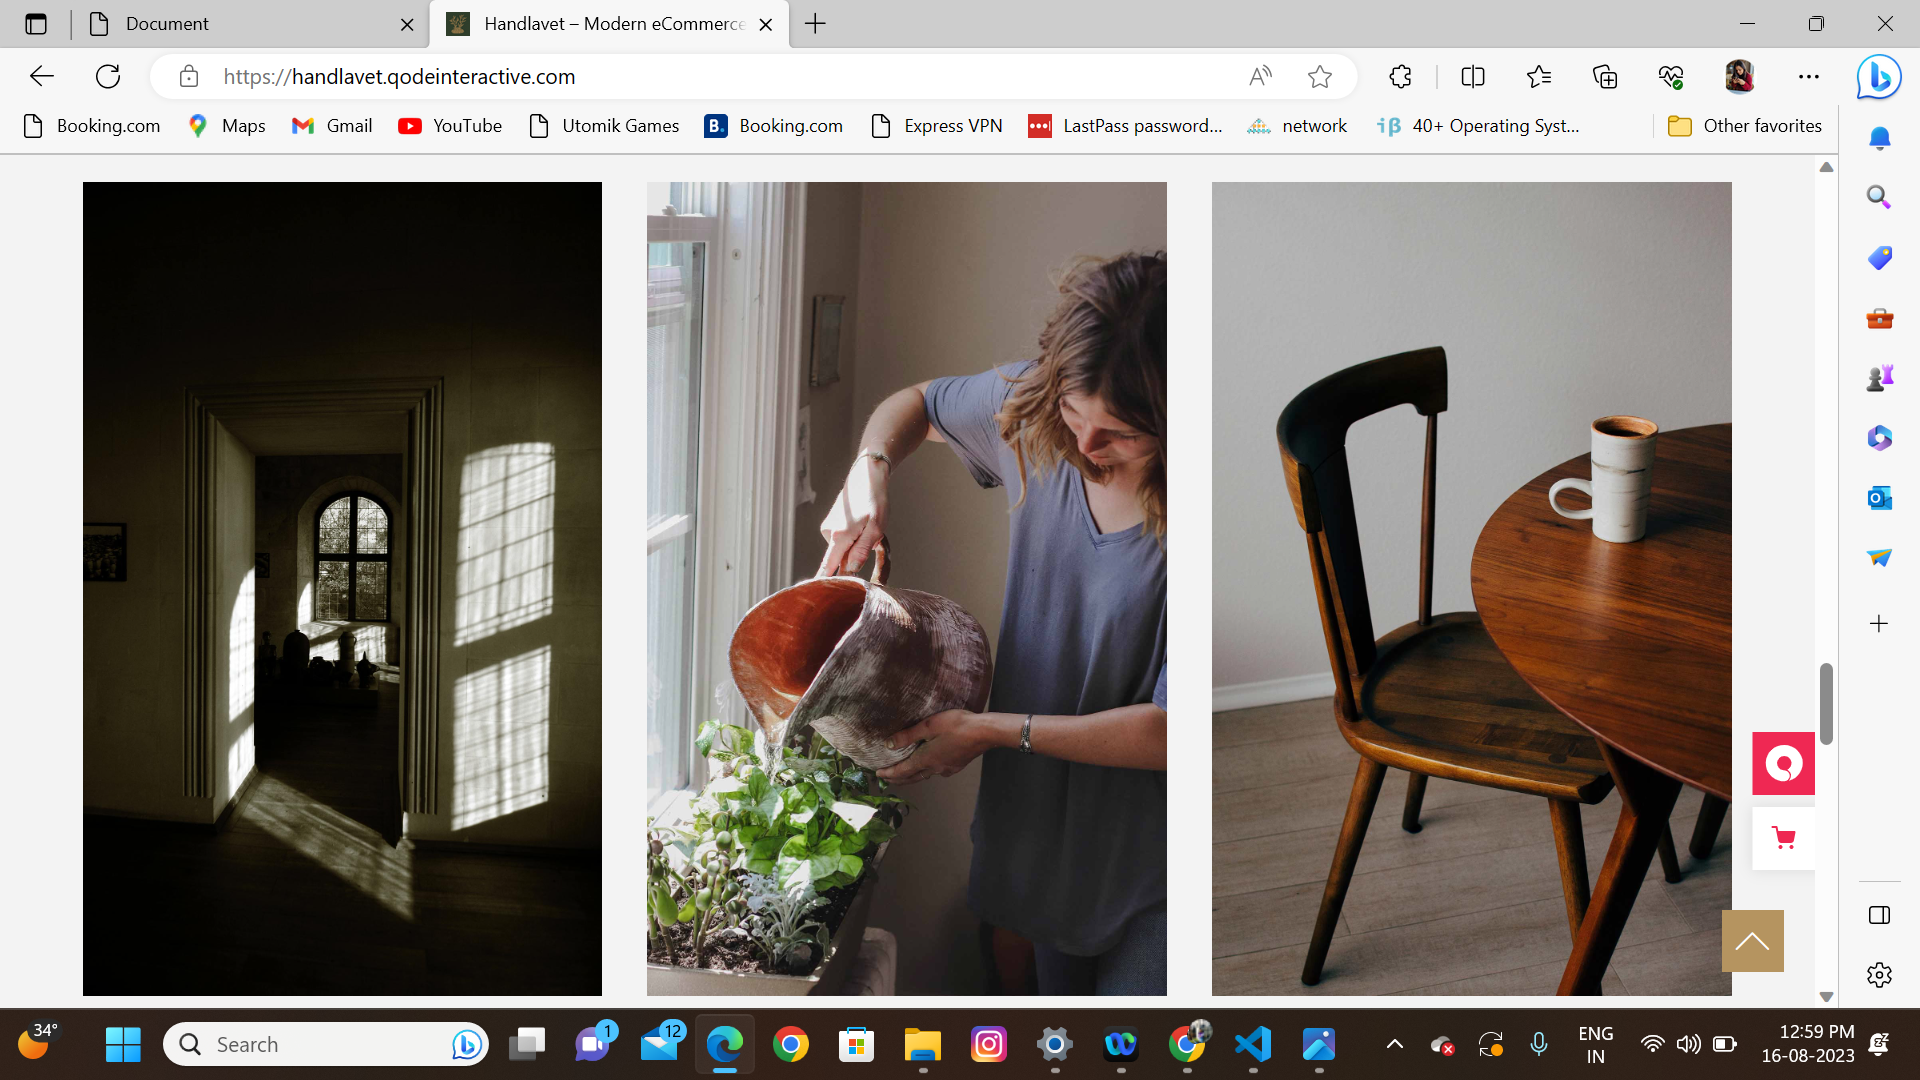 Document
Handlavet – Modern eCommerce
https://handlavet.qodeinteractive.com
Booking.com Maps Gmail YouTube Utomik Games B. Booking.com Express VPN LastPass password... network iβ 40+ Operating Syst... Other favorites
34°
Search
1
12
ENG
IN
12:59 PM
16-08-2023